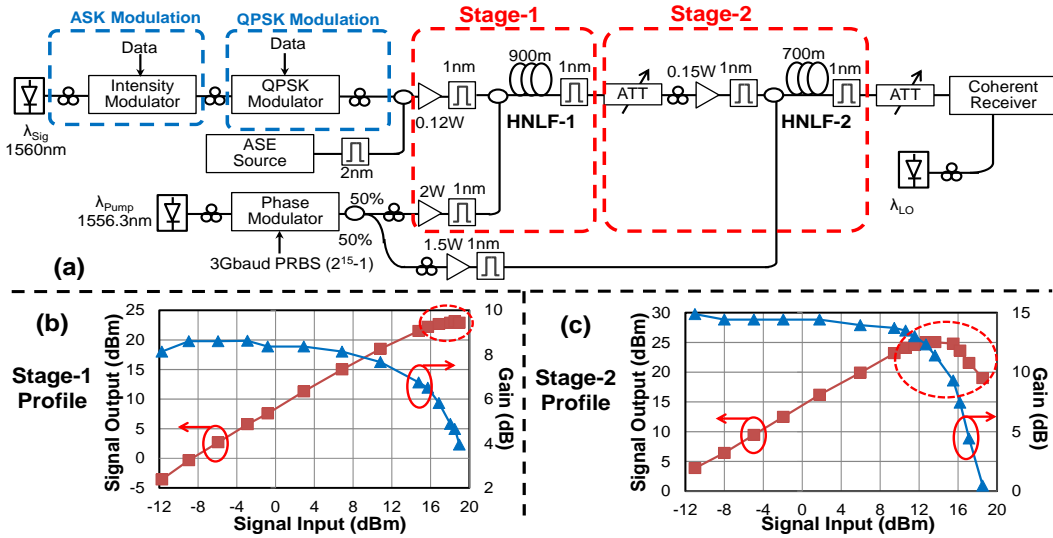 ASK Modulation
QPSK Modulation
Stage-1
Stage-2
Data
Data
Intensity
Modulator
QPSK
Modulator
0.12W
1nm
900m
1nm
HNLF-1
ATT
0.15W
1nm
700m
1nm
HNLF-2
ATT
Coherent
Receiver
λSig
1560nm
ASE
Source
2nm
λLO
λPump
1556.3nm
Phase
Modulator
50%
50%
2W
1nm
1.5W
1nm
3Gbaud PRBS (2^15-1)
(a)
(b)
Stage-1
Profile
Signal Output (dBm)
25
20
15
10
5
0
-5
10
8
6
4
2
Gain (dB)
-12 -8 -4 0 4 8 12 16 20
Signal Input (dBm)
(c)
Stage-2
Profile
Signal Output (dBm)
30
25
20
15
10
5
0
15
10
5
0
Gain (dB)
-12 -8 -4 0 4 8 12 16 20
Signal Input (dBm)